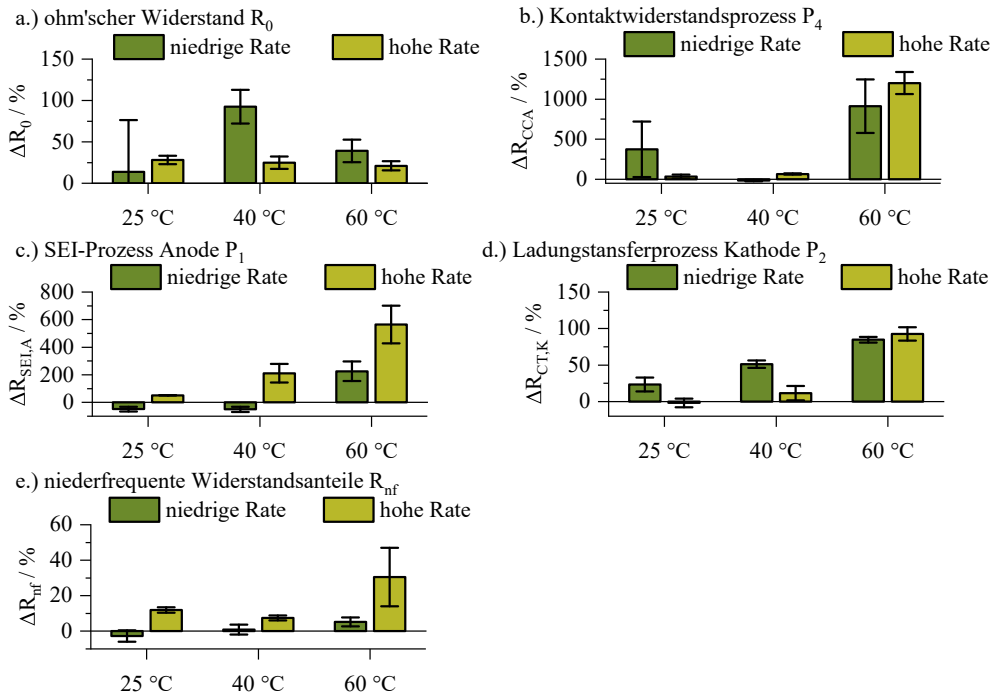 a.) ohm'scher Widstand R0
niedrige Rate hohe Rate
ΔR0 / %
150
100
50
0
25 °C 40 °C 60 °C
b.) Kontaktwiderstandsprozess P4
niedrige Rate hohe Rate
ΔRCCA / %
1500
1000
500
0
25 °C 40 °C 60 °C
c.) SEI-Prozess Anode P1
niedrige Rate hohe Rate
ΔRSEI,A / %
800
600
400
200
0
25 °C 40 °C 60 °C
d.) Ladungstansferprozess Kathode P2
niedrige Rate hohe Rate
ΔRCT,K / %
150
100
50
0
25 °C 40 °C 60 °C
e.) niederfrequente Widerstandsanteile Rnf
niedrige Rate hohe Rate
ΔRnf / %
60
40
20
0
25 °C 40 °C 60 °C